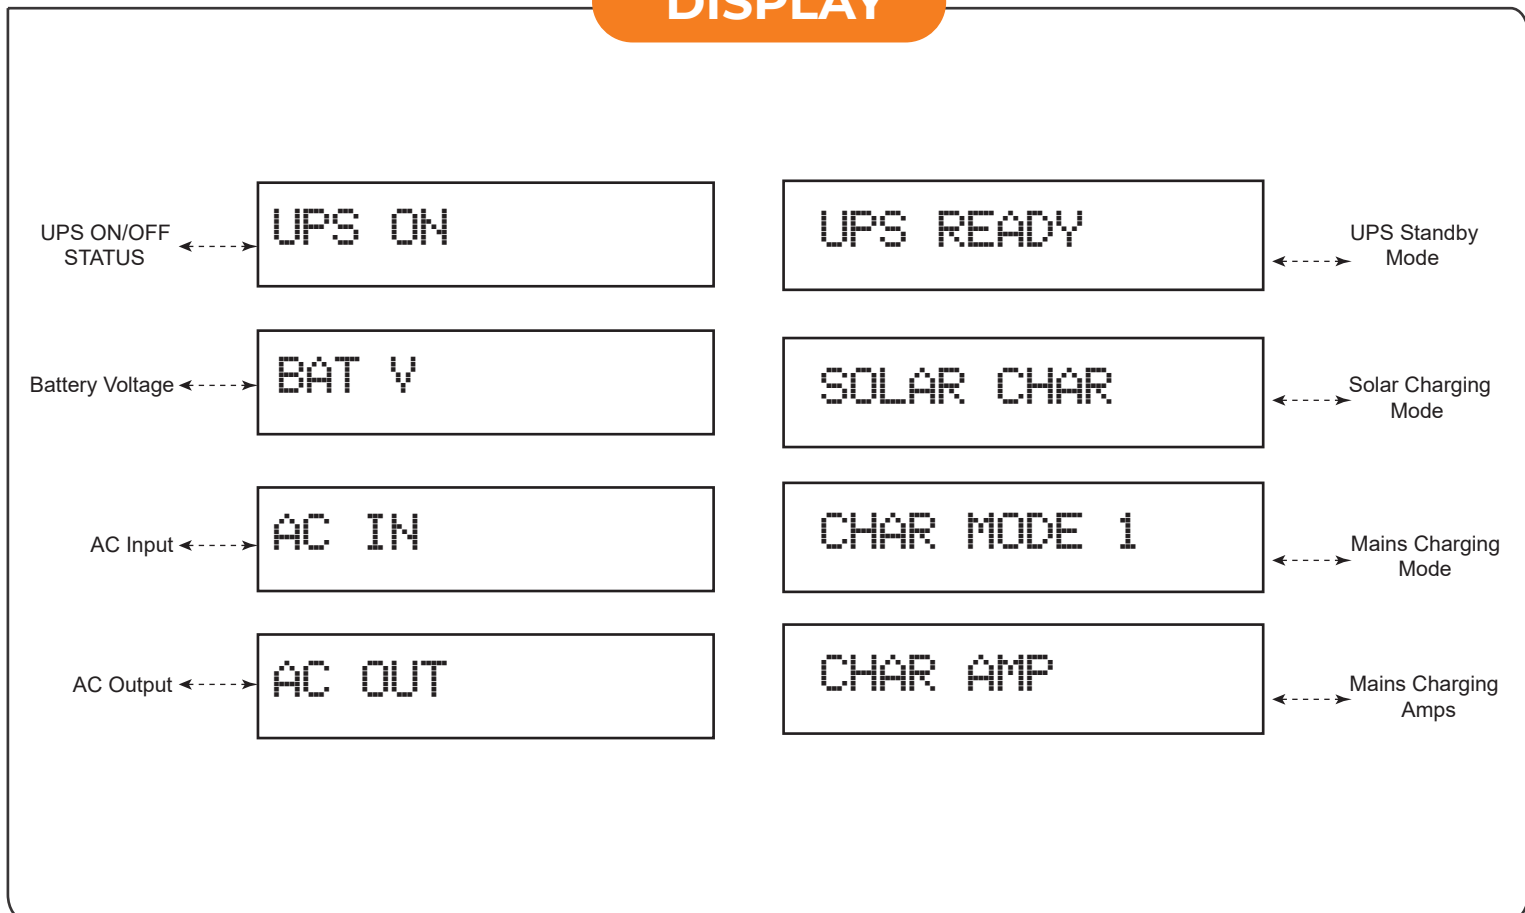 DISPLAY
UPS ON/OFF
STATUS
UPS ON
UPS READY
UPS Standby
Mode
Battery Voltage
BAT V
SOLAR CHAR
Solar Charging
Mode
AC Input
AC IN
CHAR MODE 1
Mains Charging
Mode
AC Output
AC OUT
CHAR AMP
Mains Charging
Amps